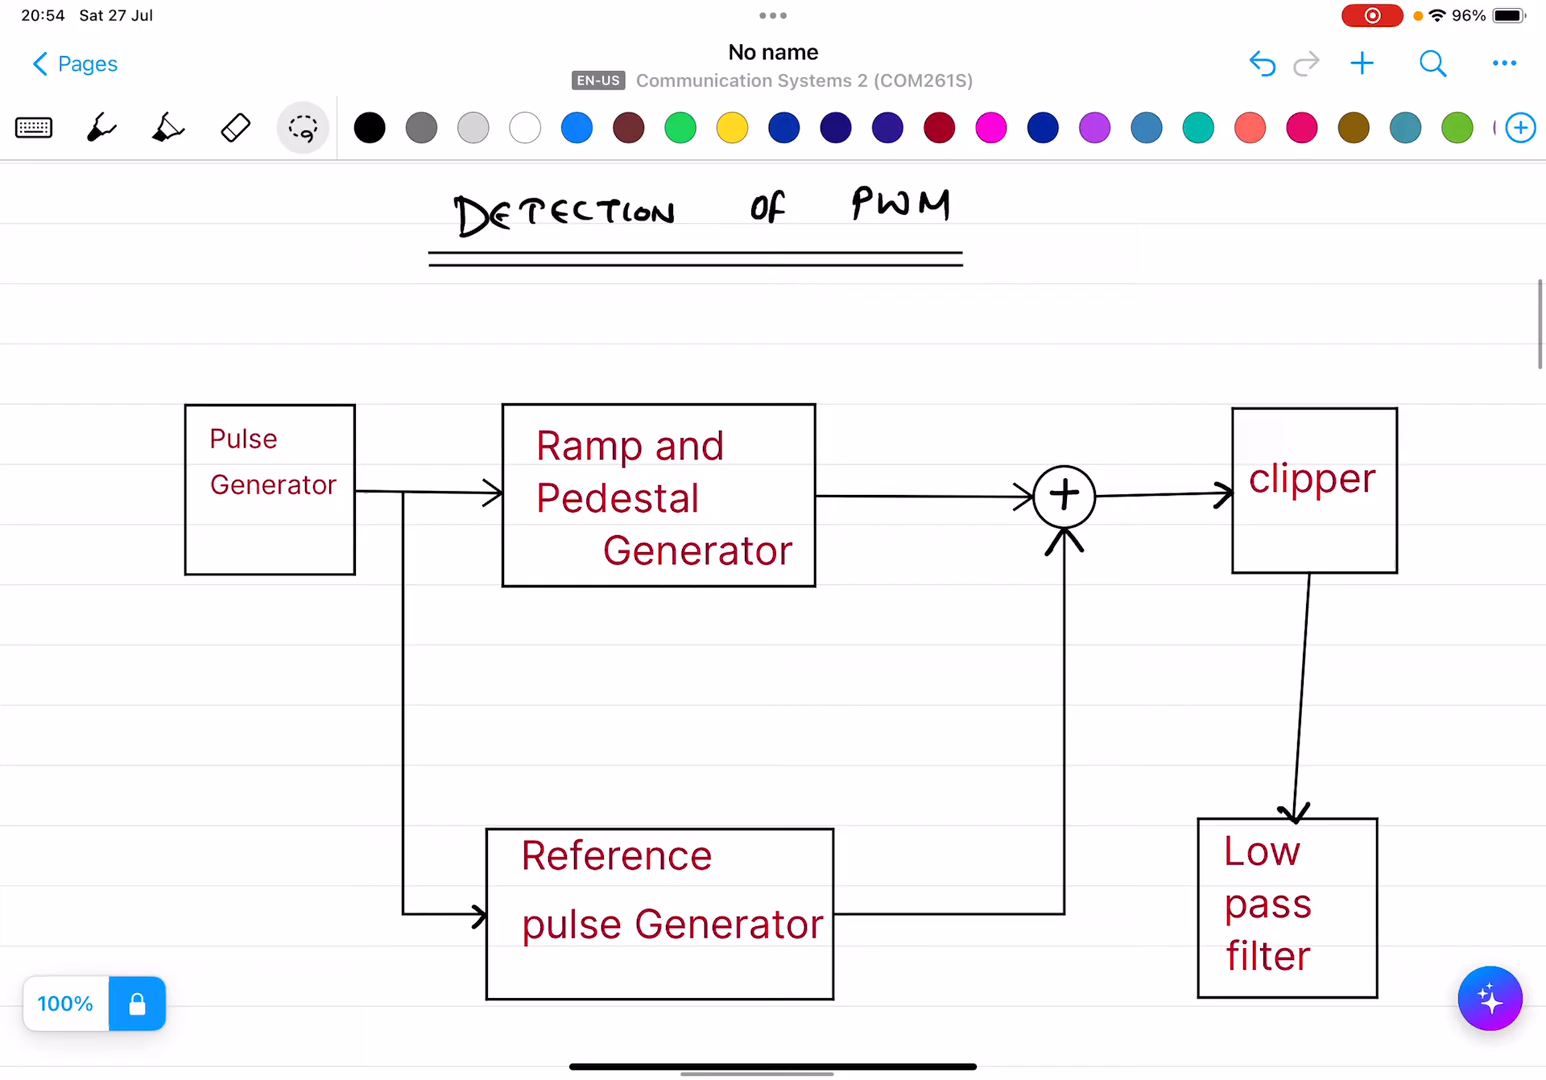 20:54 Sat 27 Jul
96%
Pages
No name
EN-US Communication Systems 2 (COM261S)
DETECTION OF PWM
Pulse
Generator
Ramp and
Pedestal
Generator
+
clipper
Reference
pulse Generator
Low
pass
filter
100%